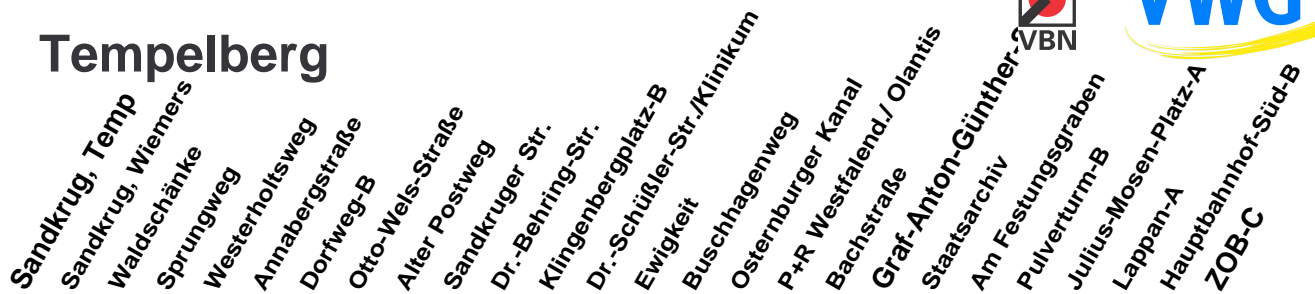 Tempelberg
VBN
VWG
Sandkrug, Temp
Sandkrug, Wiemers
Waldschänke
Sprungweg
Westerholtsweg
Annabergstraße
Dorfweg-B
Otto-Wels-Straße
Alter Postweg
Sandkruger Str.
Dr.-Behring-Str.
Klingenbergplatz-B
Dr.-Schüßler-Str./Klinikum
Ewigkeit
Buschhagenweg
Osternburger Kanal
P+R Westfalend./ Olantis
Bachstraße
Graf-Anton-Günther-
Staatsarchiv
Am Festungsgraben
Pulverturm-B
Julius-Mosen-Platz-A
Lappan-A
Hauptbahnhof-Süd-B
ZOB-C